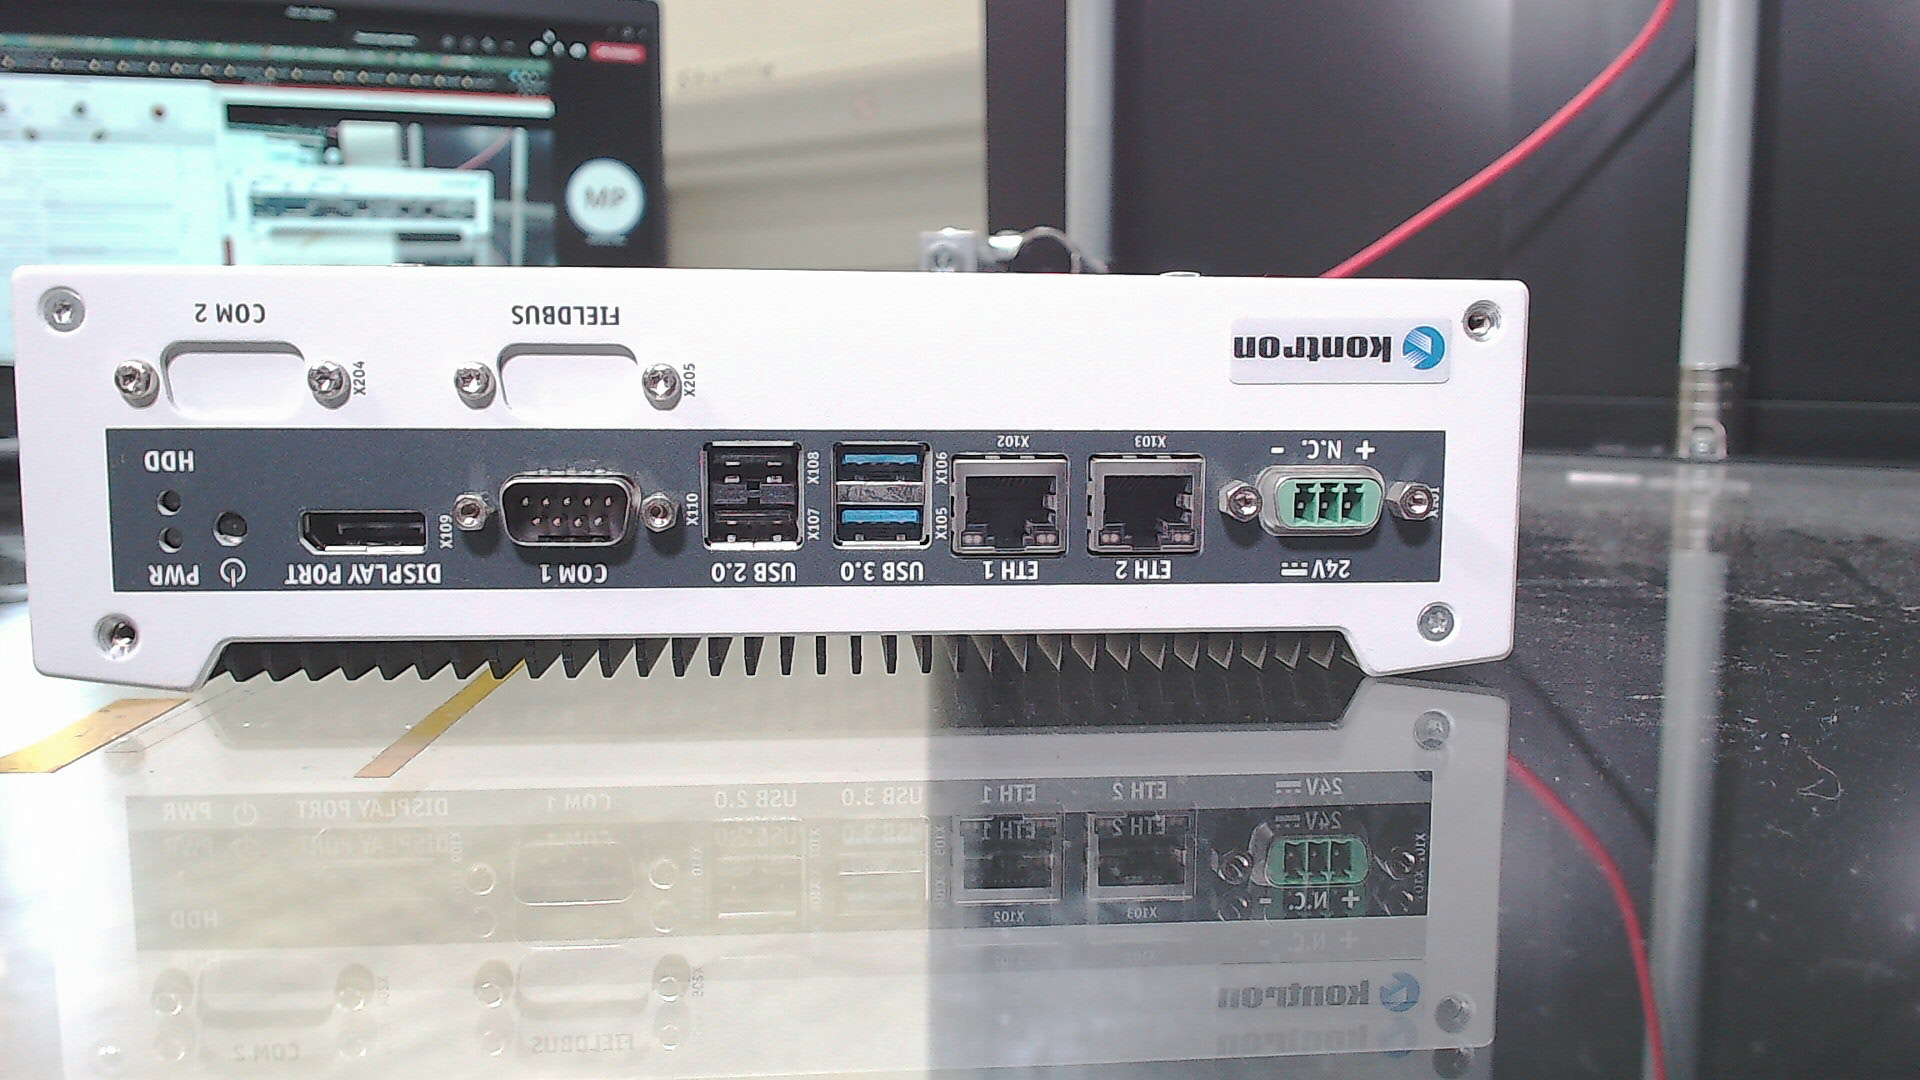 24V
ETH 2
ETH 1
USB 3.0
USB 2.0
COM 1
DISPLAY PORT
PWR
X105
X107
X110
X109
X106
X108
+ N.C. -
X103
X102
HDD
kontron
X205
X204
FIELDBUS
COM 2
MP